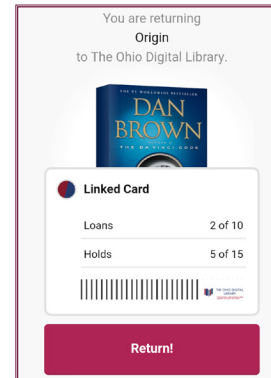 You are returning
Origin
to The Ohio Digital Library.
THE #1 WORLDWIDE BESTSELLER
DAN
BROWN
THE DA VINCI CODE
Linked Card
Loans 2 of 10
Holds 5 of 15
THE OHIO DIGITAL
LIBRARY
Return!